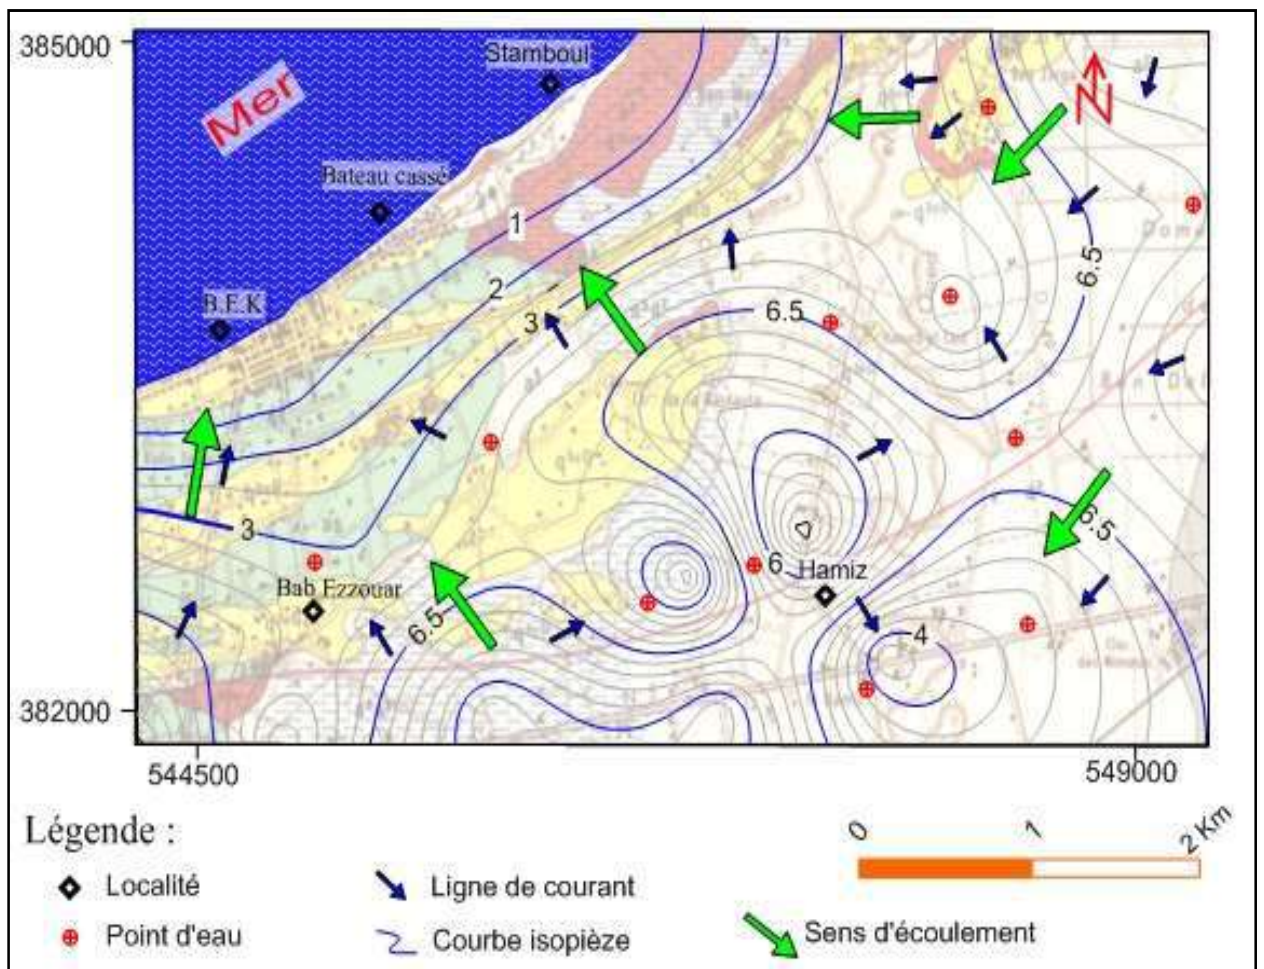 385000
Stamboul
Mer
N
Bateau cassé
1
6.5
2
B.E.K
6.5
3
6.5
3
6
Hamiz
Bab Ezzouar
6.5
4
382000
544500
549000
Légende :
0
1
2 Km
Localité
Ligne de courant
Point d'eau
Courbe isopièze
Sens d'écoulement